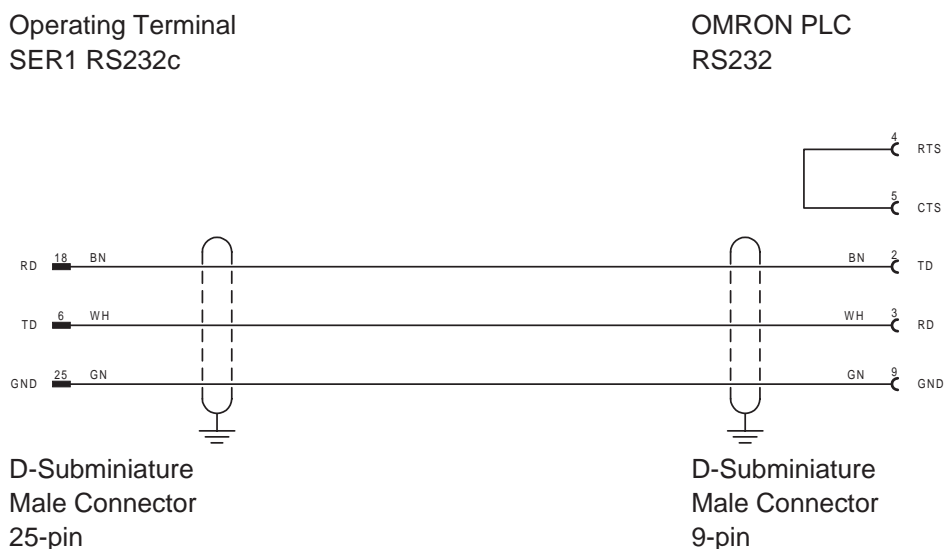 Operating Terminal
SER1 RS232c
OMRON PLC
RS232
4
RTS
5
CTS
RD 18 BN
BN 2 TD
TD 6 WH
WH 3 RD
GND 25 GN
GN 9 GND
D-Subminiature
Male Connector
25-pin
D-Subminiature
Male Connector
9-pin